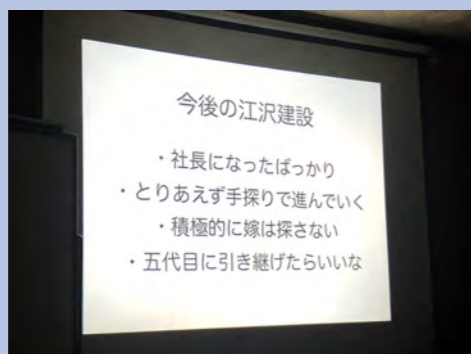 今後の江沢建設
・社長になったばっかり
・とりあえず手探りで進んでいく
・積極的に嫁は探さない
・五代目に引き継げたらいいな